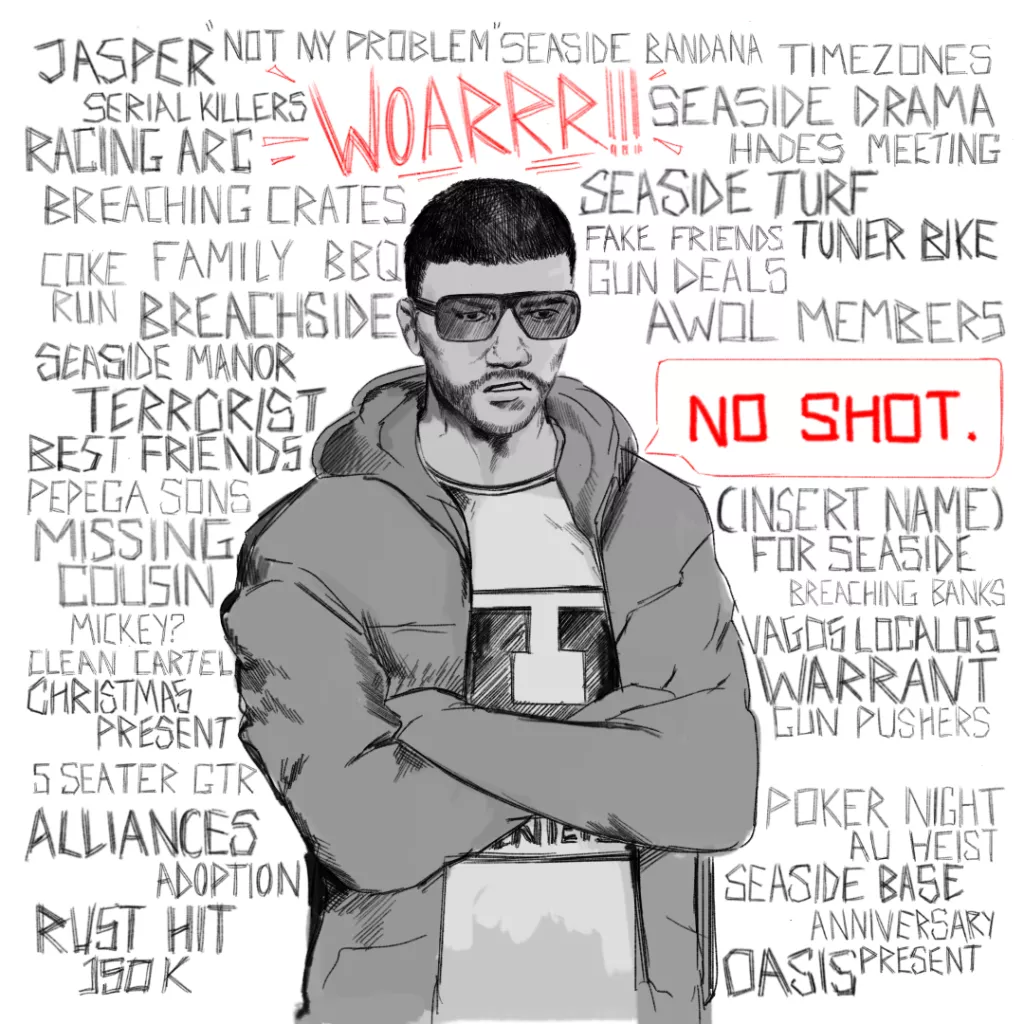 JASPER
"NOT MY PROBLEM"
SEASIDE BANDANA
TIMEZONES
SERIAL KILLERS
WOARRR!!!
SEASIDE DRAMA
RACING ARC
HADES MEETING
BREACHING CRATES
SEASIDE TURF
FAKE FRIENDS
TUNER BIKE
COKE
RUN
FAMILY BBQ
GUN DEALS
BREACHSIDE
AWOL MEMBERS
SEASIDE MANOR
TERRORIST
NO SHOT.
BEST FRIENDS
PEPEGA SONS
(INSERT NAME)
FOR SEASIDE
MISSING
COUSIN
BREACHING BANKS
MICKEY?
VAGOS LOCALOS
CLEAN CARTEL
WARRANT
CHRISTMAS
PRESENT
GUN PUSHERS
5 SEATER GTR
POKER NIGHT
ALLIANCES
AU HEIST
ADOPTION
SEASIDE BASE
RUST HIT
150K
ANNIVERSARY
PRESENT
OASIS